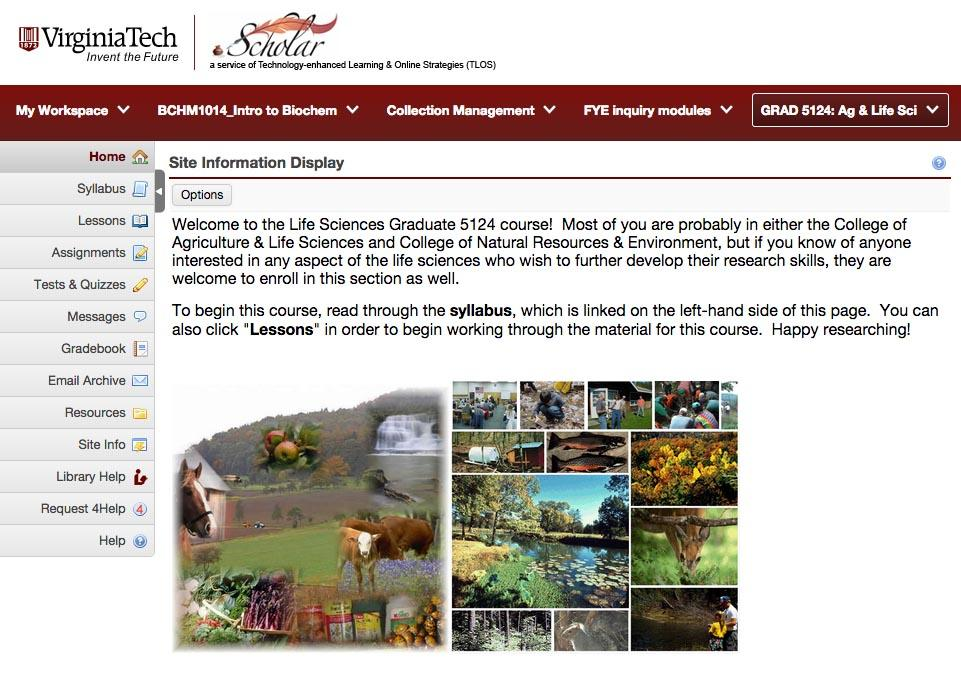 VirginiaTech
1872
Invent the Future
Scholar
a service of Technology-enhanced Learning & Online Strategies (TLOS)
My Workspace
BCHM1014_Intro to Biochem
Collection Management
FYE inquiry modules
GRAD 5124: Ag & Life Sci
Home
Syllabus
Lessons
Assignments
Tests & Quizzes
Messages
Gradebook
Email Archive
Resources
Site Info
Library Help
Request 4Help 4
Help ?
Site Information Display
?
Options
Welcome to the Life Sciences Graduate 5124 course! Most of you are probably in either the College of
Agriculture & Life Sciences and College of Natural Resources & Environment, but if you know of anyone
interested in any aspect of the life sciences who wish to further develop their research skills, they are
welcome to enroll in this section as well.
To begin this course, read through the syllabus, which is linked on the left-hand side of this page. You can
also click "Lessons" in order to begin working through the material for this course. Happy researching!